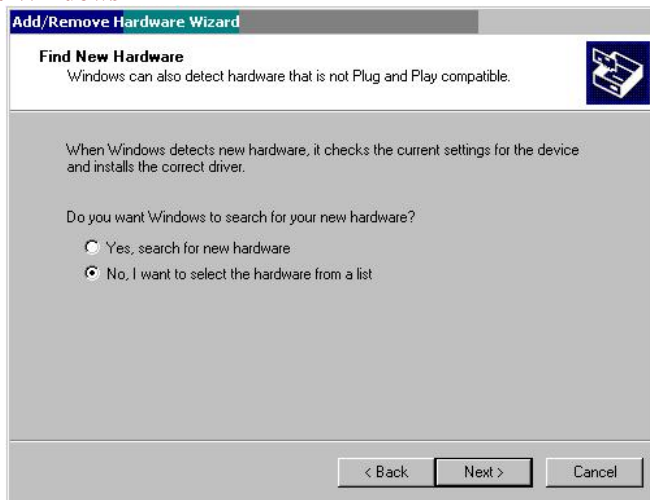 Add/Remove Hardware Wizard
Find New Hardware
Windows can also detect hardware that is not Plug and Play compatible.
When Windows detects new hardware, it checks the current settings for the device
and installs the correct driver.
Do you want Windows to search for your new hardware?
Yes, search for new hardware
No, I want to select the hardware from a list
< Back
Next >
Cancel